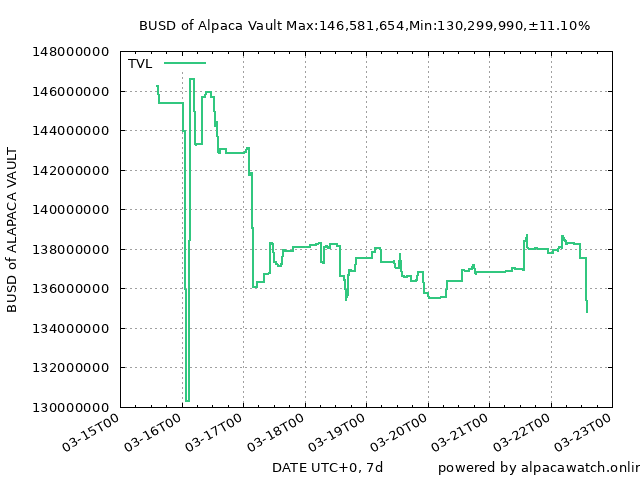 BUSD of Alpaca Vault Max:146,581,654,Min:130,299,990,±11.10%
TVL
148000000
146000000
144000000
142000000
140000000
138000000
136000000
134000000
132000000
130000000
BUSD of ALAPACA VAULT
03-15T00
03-16T00
03-17T00
03-18T00
03-19T00
03-20T00
03-21T00
03-22T00
03-23T00
DATE UTC+0, 7d
powered by alpacawatch.onlin